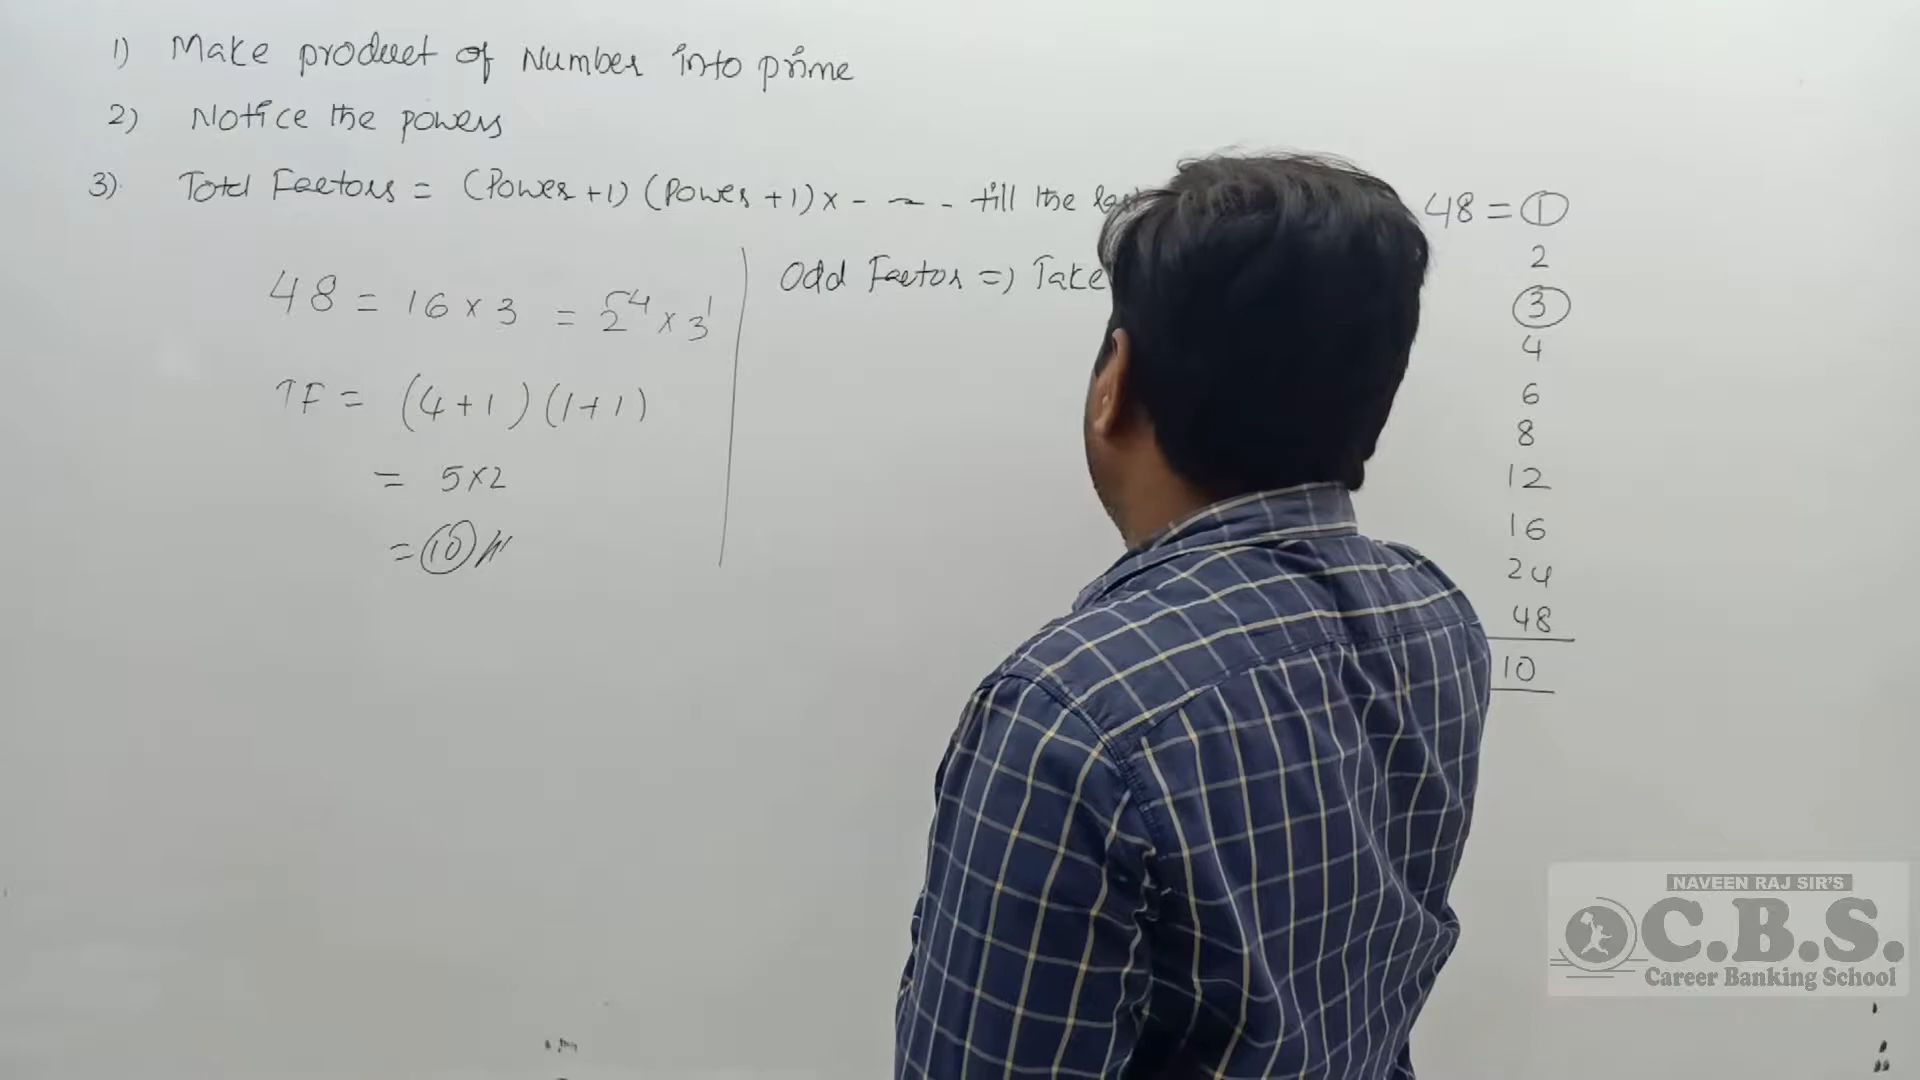 1) Make product of Number into prime
2) Notice the powers
3) Total Factors = (Power +1) (Power +1) x - - - till the last
48 = 16 x 3 = 2⁴ x 3¹
TF = (4+1) (1+1)
= 5x2
= 10
Odd Factor => Take
48 = 1
2
3
4
6
8
12
16
24
48
10
NAVEEN RAJ SIR'S
C.B.S.
Career Banking School